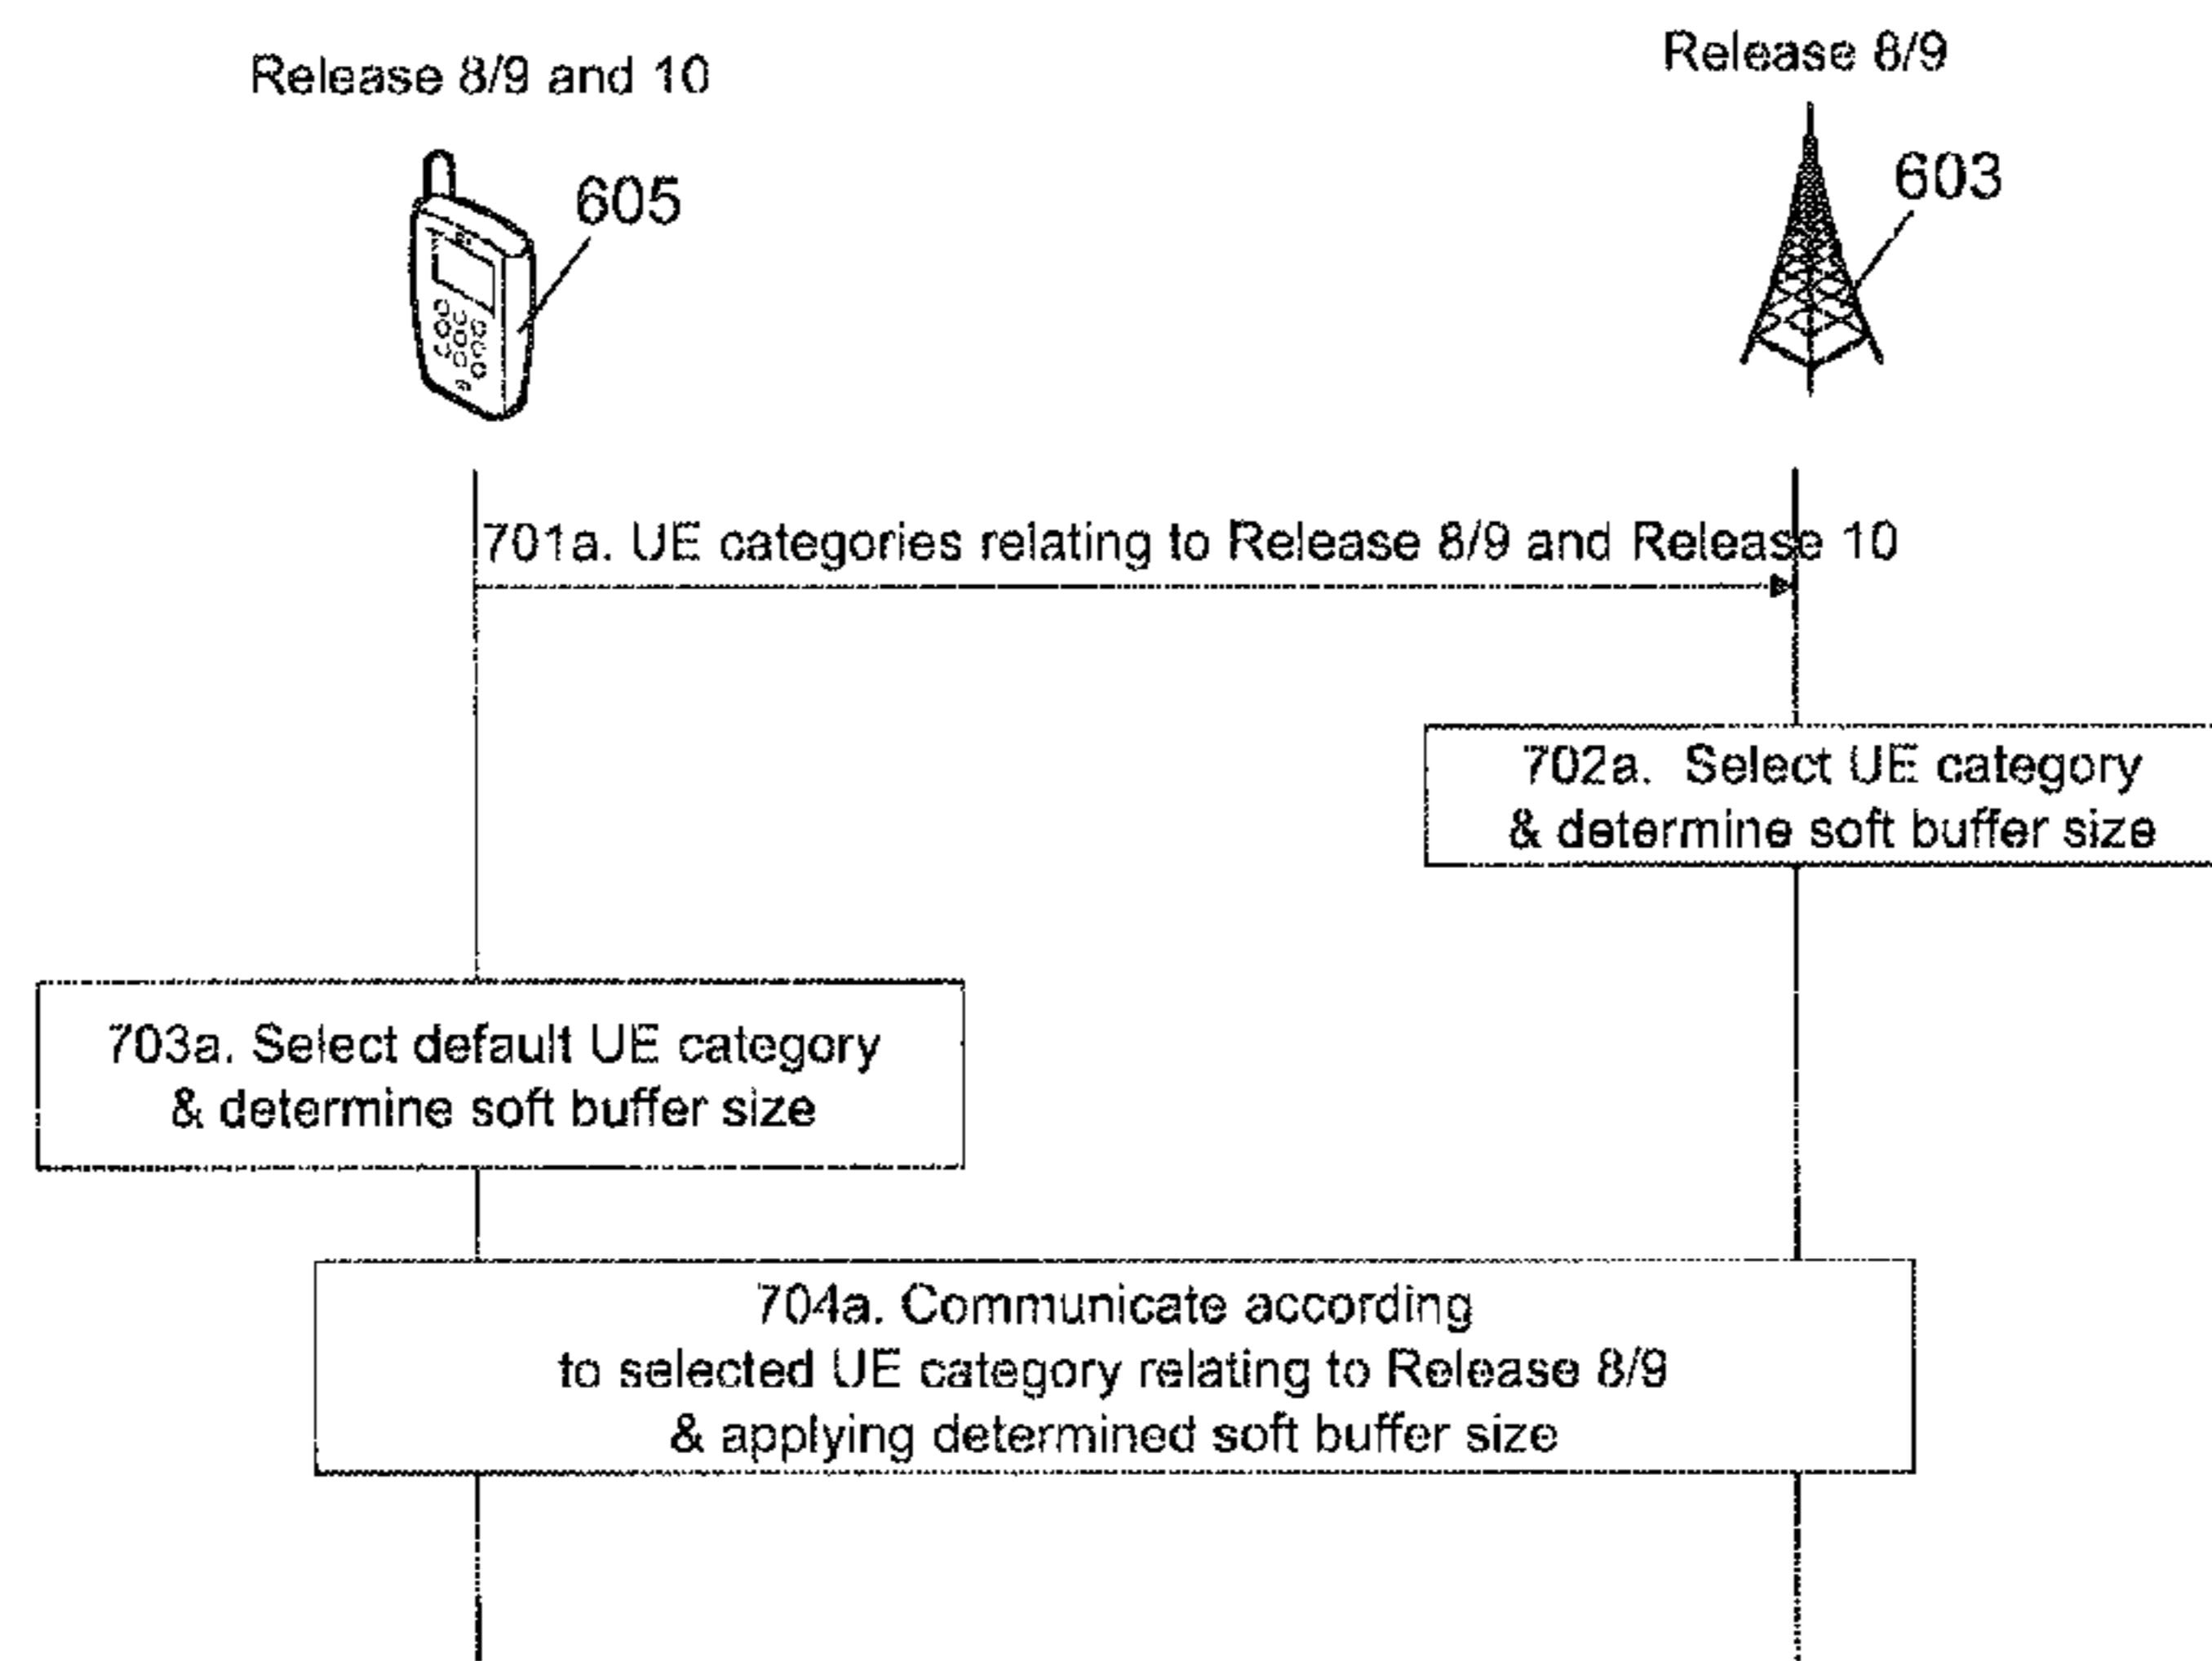 Release 8/9 and 10
Release 8/9
605
603
701a. UE categories relating to Release 8/9 and Release 10
702a. Select UE category
& determine soft buffer size
703a. Select default UE category
& determine soft buffer size
704a. Communicate according
to selected UE category relating to Release 8/9
& applying determined soft buffer size